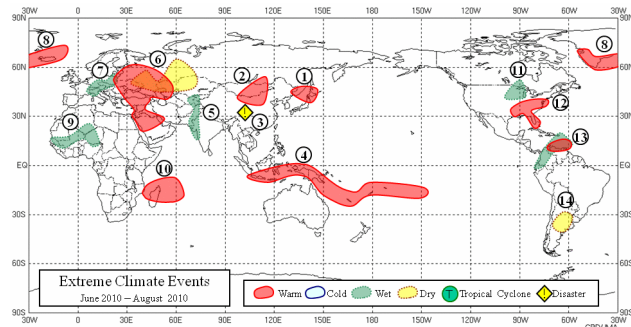 30W 0 30E 60E 90E 120E 150E 180 150W 120W 90W 60W 30W
90N
60N
30N
EQ
30S
60S
90S
90N
60N
30N
EQ
30S
60S
90S
8
7
6
2
1
5
3
9
4
10
8
11
12
13
14
Extreme Climate Events
June 2010 – August 2010
Warm Cold Wet Dry T Tropical Cyclone ! Disaster
30W 0 30E 60E 90E 120E 150E 180 150W 120W 90W 60W 30W